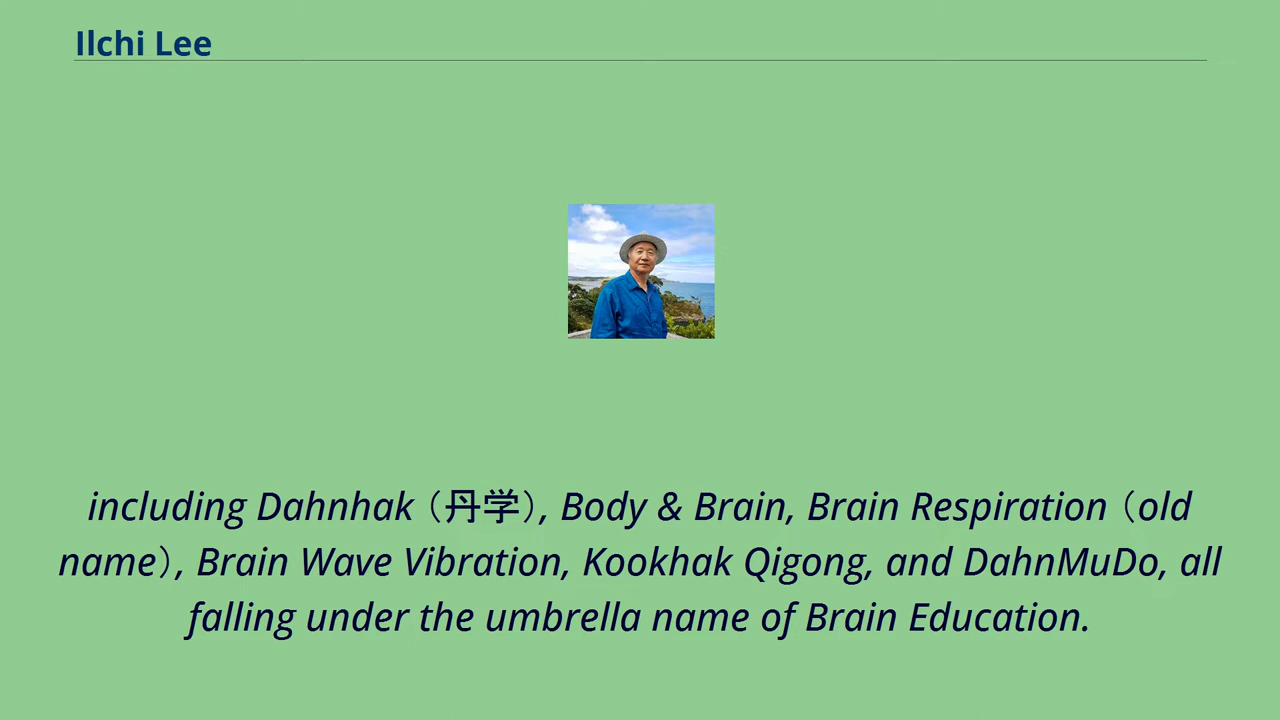 Ilchi Lee
including Dahnhak（丹学）, Body & Brain, Brain Respiration（old
name）, Brain Wave Vibration, Kookhak Qigong, and DahnMuDo, all
falling under the umbrella name of Brain Education.